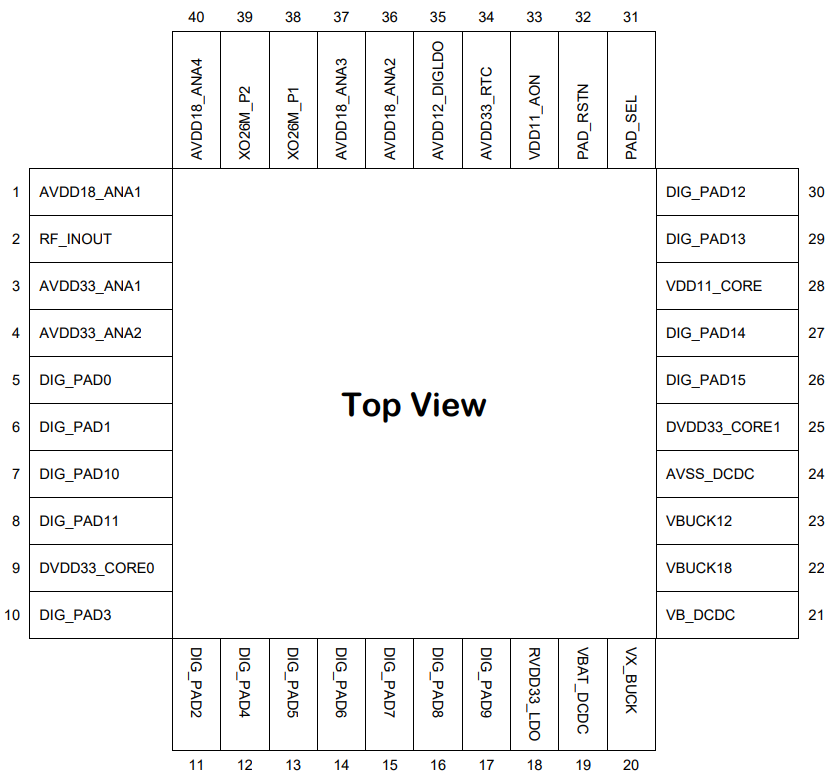 40 39 38 37 36 35 34 33 32 31
AVDD18_ANA4
XO26M_P2
XO26M_P1
AVDD18_ANA3
AVDD18_ANA2
AVDD12_DIGLDO
AVDD33_RTC
VDD11_AON
PAD_RSTN
PAD_SEL
1 AVDD18_ANA1
2 RF_INOUT
3 AVDD33_ANA1
4 AVDD33_ANA2
5 DIG_PAD0
6 DIG_PAD1
7 DIG_PAD10
8 DIG_PAD11
9 DVDD33_CORE0
10 DIG_PAD3
Top View
DIG_PAD12 30
DIG_PAD13 29
VDD11_CORE 28
DIG_PAD14 27
DIG_PAD15 26
DVDD33_CORE1 25
AVSS_DCDC 24
VBUCK12 23
VBUCK18 22
VB_DCDC 21
DIG_PAD2
DIG_PAD4
DIG_PAD5
DIG_PAD6
DIG_PAD7
DIG_PAD8
DIG_PAD9
RVDD33_LDO
VBAT_DCDC
VX_BUCK
11 12 13 14 15 16 17 18 19 20